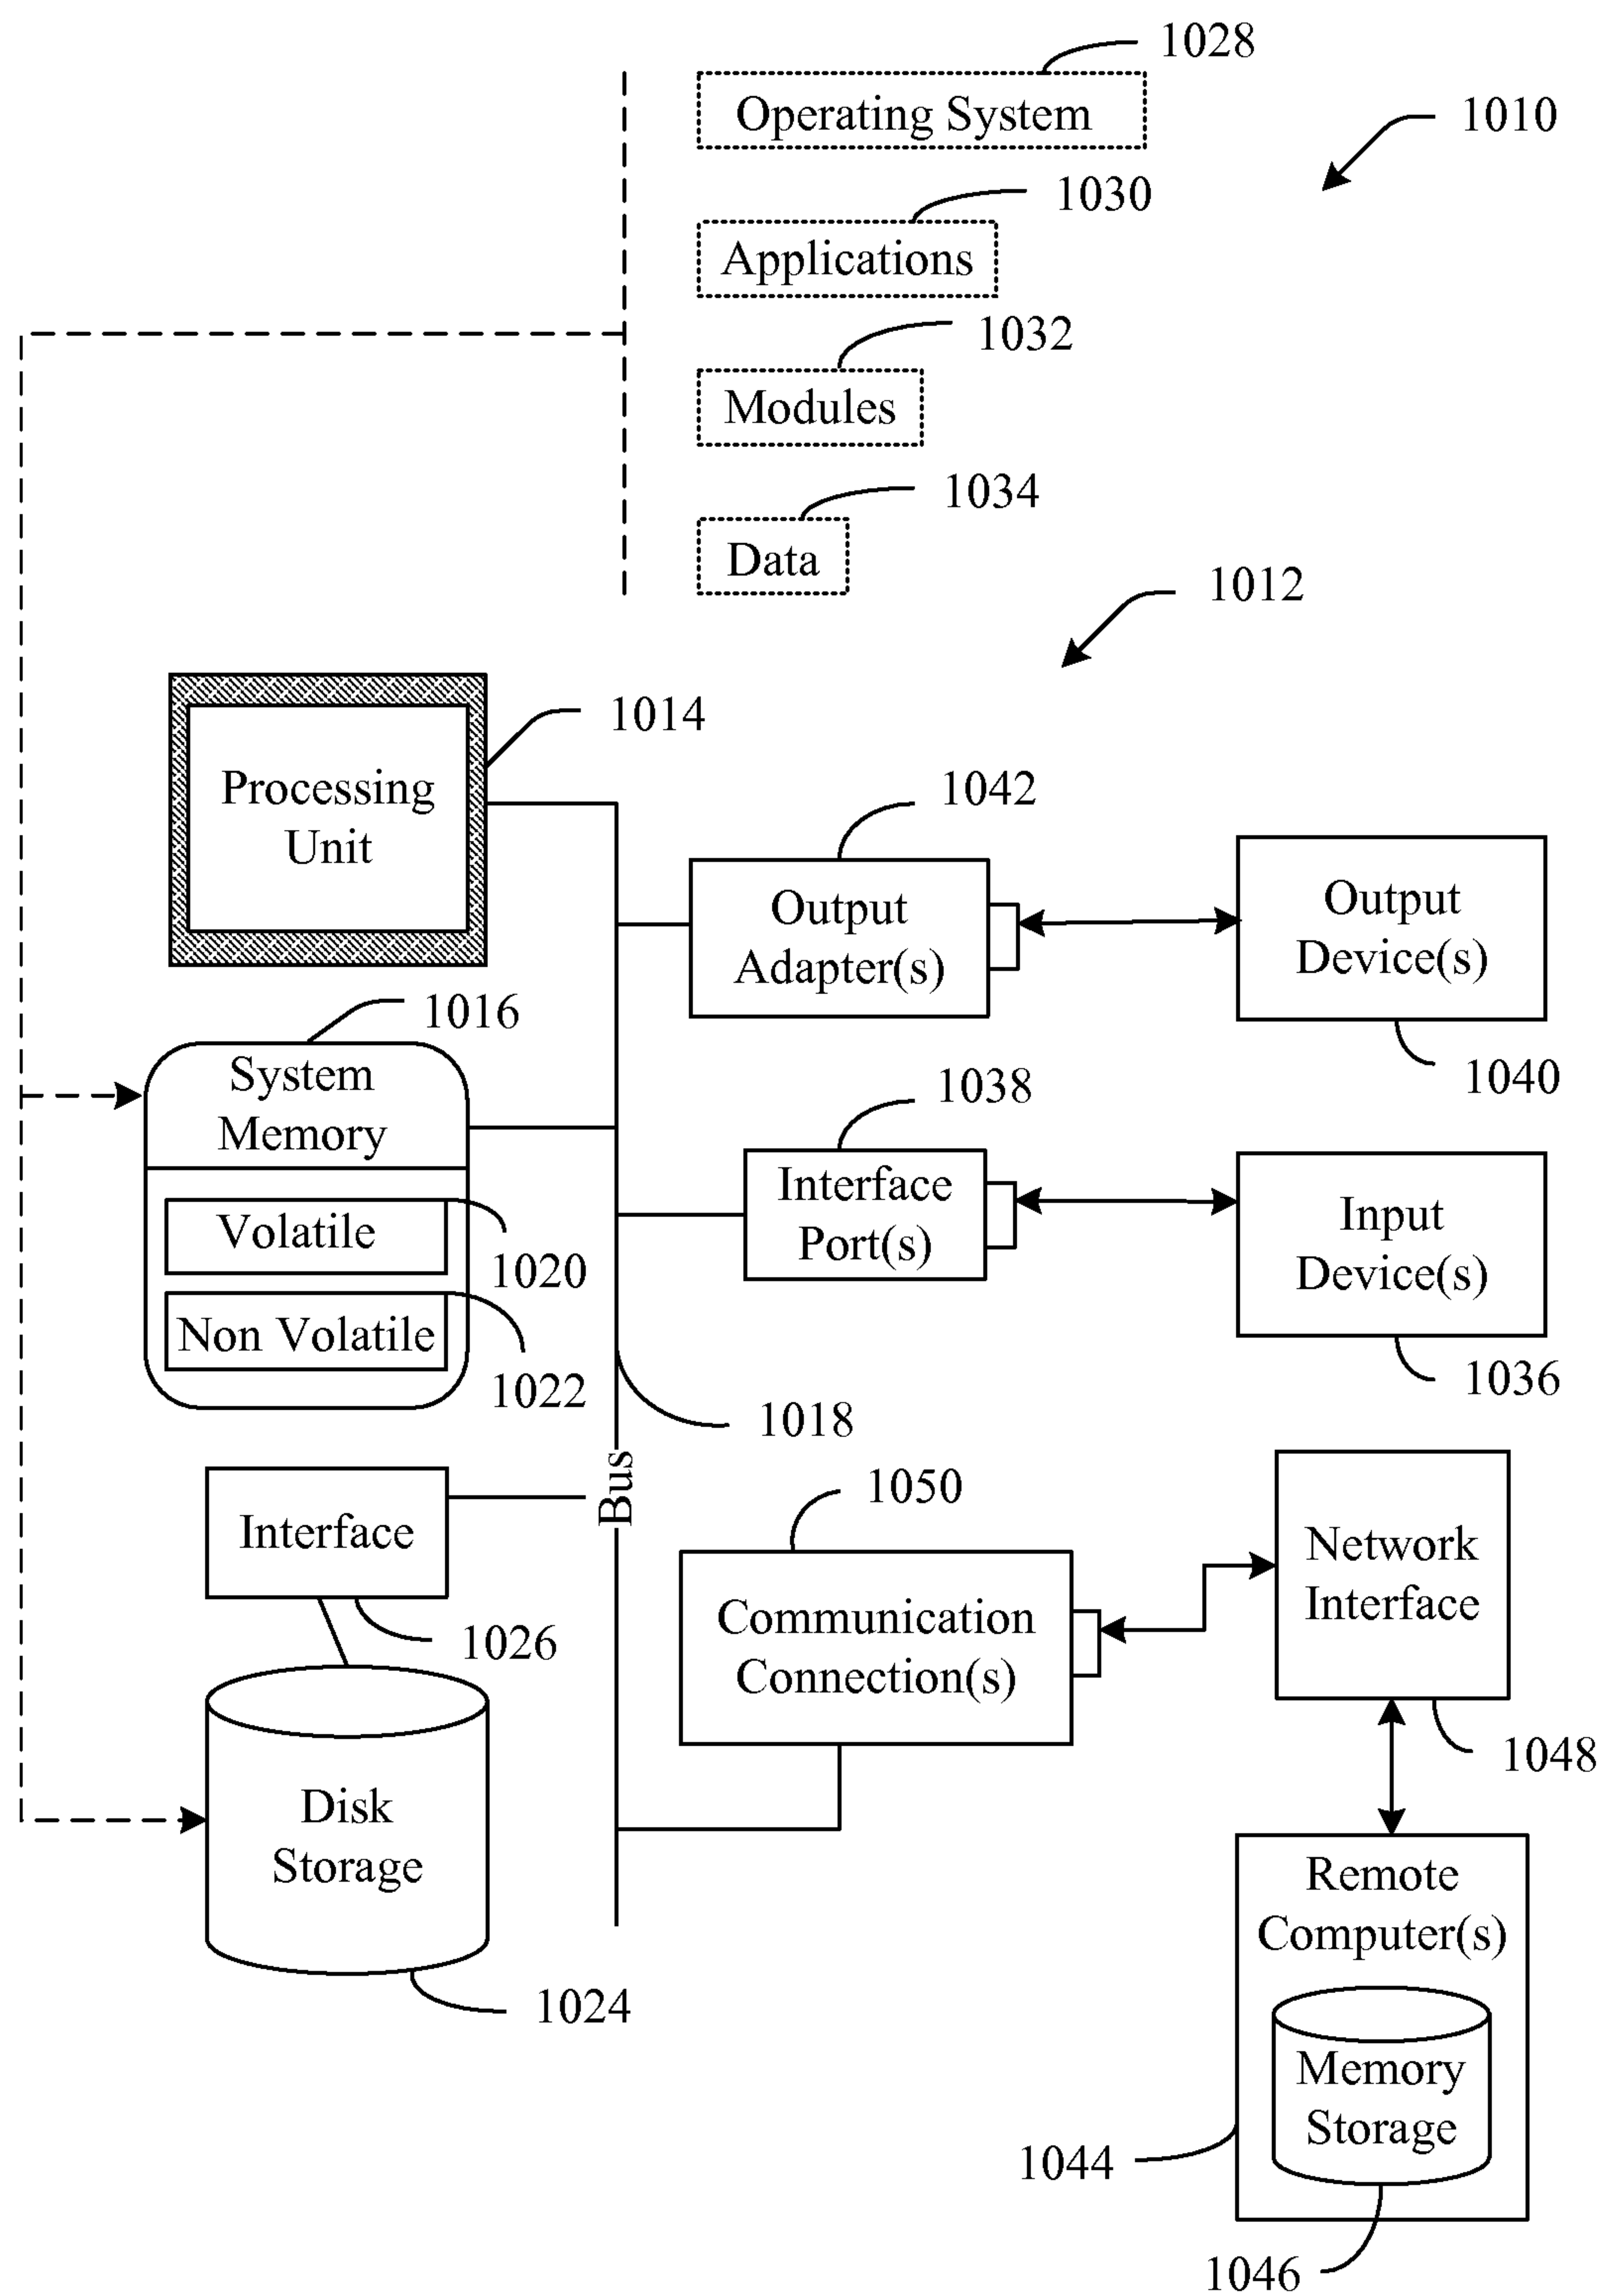 1028
Operating System
1010
1030
Applications
1032
Modules
1034
Data
1012
1014
Processing
Unit
1042
Output
Adapter(s)
Output
Device(s)
1040
1016
System
Memory
Volatile
1020
Non Volatile
1022
1038
Interface
Port(s)
Input
Device(s)
1036
1018
Bus
Interface
1026
1050
Communication
Connection(s)
Network
Interface
1048
Disk
Storage
1024
Remote
Computer(s)
Memory
Storage
1044
1046